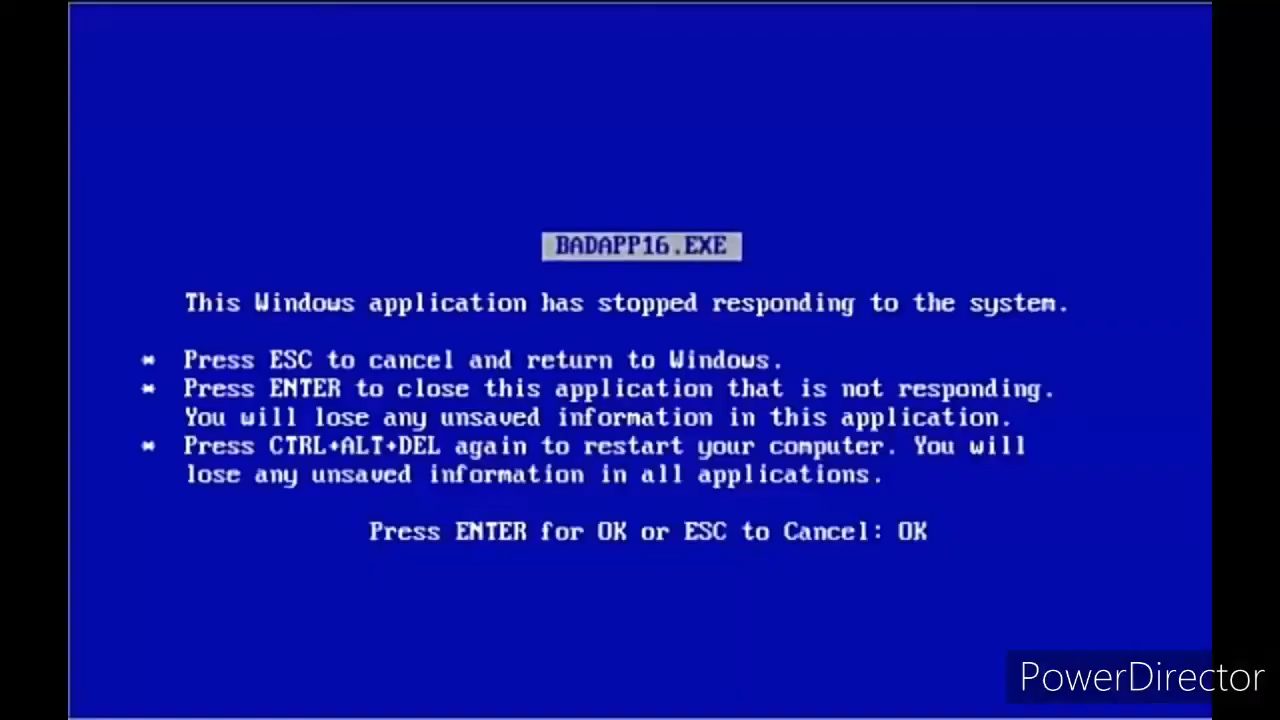 BADAPP16.EXE
This Windows application has stopped responding to the system.
* Press ESC to cancel and return to Windows.
* Press ENTER to close this application that is not responding.
You will lose any unsaved information in this application.
* Press CTRL+ALT+DEL again to restart your computer. You will
lose any unsaved information in all applications.
Press ENTER for OK or ESC to Cancel: OK
PowerDirector